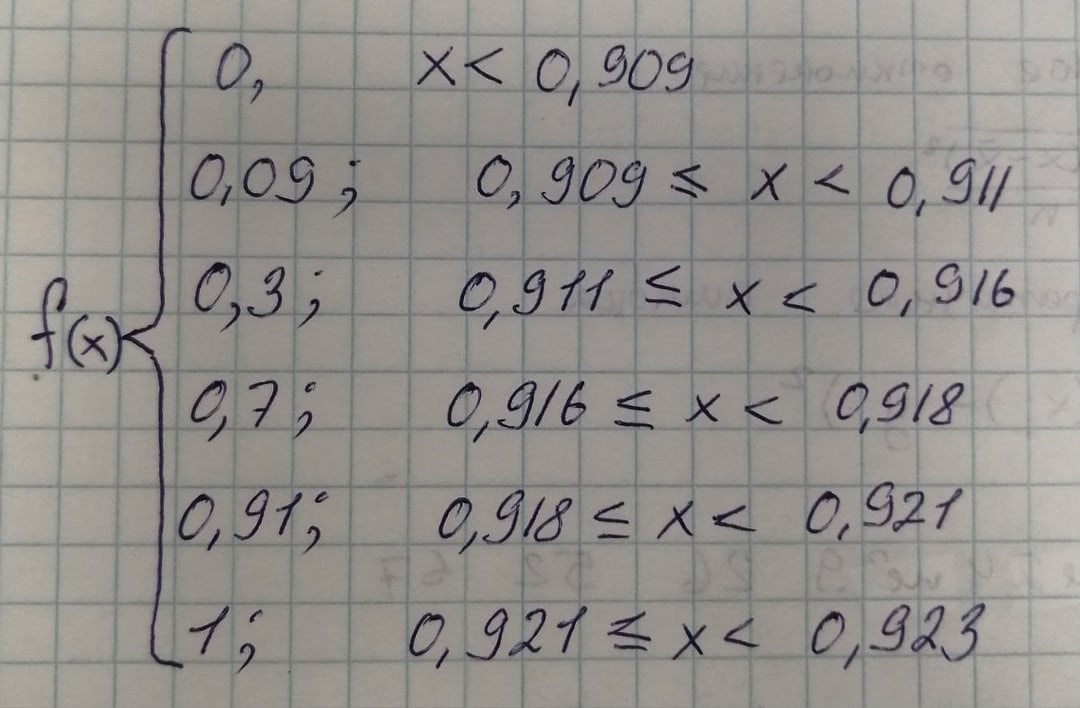 0, x < 0,909
0,09; 0,909 ≤ x < 0,911
0,3; 0,911 ≤ x < 0,916
f(x)
0,7; 0,916 ≤ x < 0,918
0,91; 0,918 ≤ x < 0,921
1; 0,921 ≤ x < 0,923